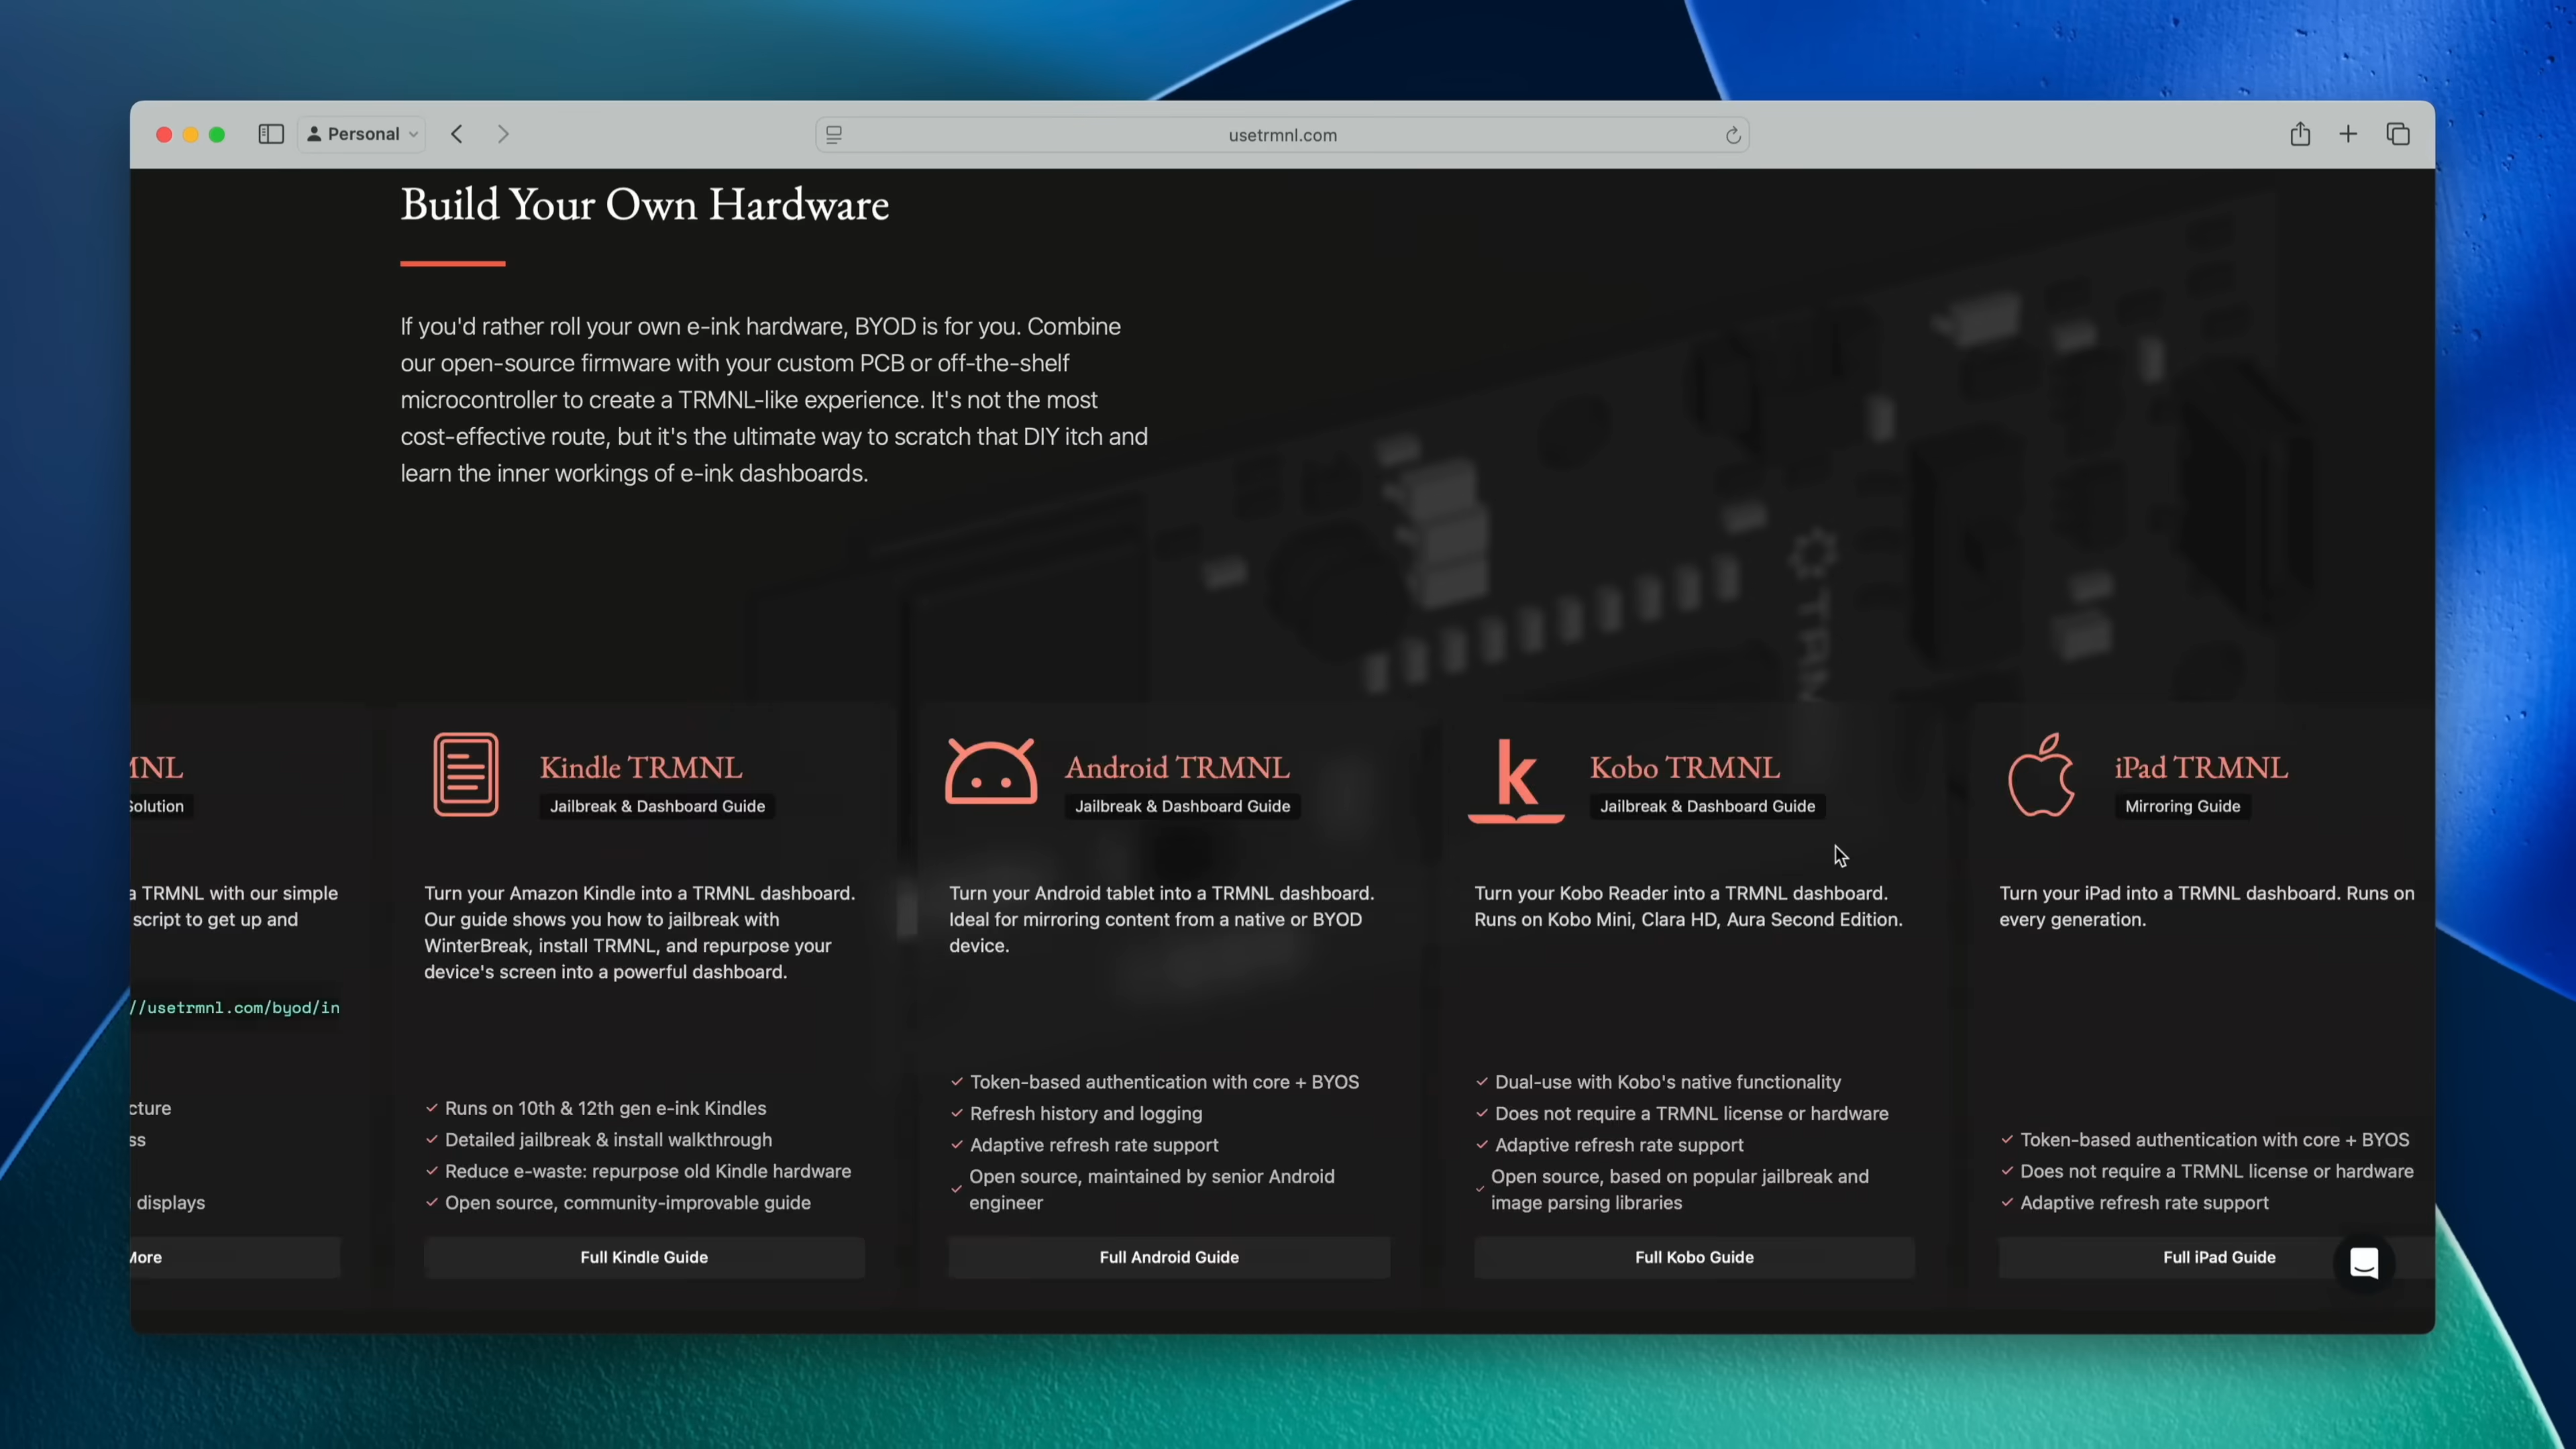 Personal
usetrmnl.com
Build Your Own Hardware
If you'd rather roll your own e-ink hardware, BYOD is for you. Combine
our open-source firmware with your custom PCB or off-the-shelf
microcontroller to create a TRMNL-like experience. It's not the most
cost-effective route, but it's the ultimate way to scratch that DIY itch and
learn the inner workings of e-ink dashboards.
MNL
Solution
a TRMNL with our simple
script to get up and
//usetrmnl.com/byod/in
cture
ss
displays
More
Kindle TRMNL
Jailbreak & Dashboard Guide
Turn your Amazon Kindle into a TRMNL dashboard.
Our guide shows you how to jailbreak with
WinterBreak, install TRMNL, and repurpose your
device's screen into a powerful dashboard.
Runs on 10th & 12th gen e-ink Kindles
Detailed jailbreak & install walkthrough
Reduce e-waste: repurpose old Kindle hardware
Open source, community-improvable guide
Full Kindle Guide
Android TRMNL
Jailbreak & Dashboard Guide
Turn your Android tablet into a TRMNL dashboard.
Ideal for mirroring content from a native or BYOD
device.
Token-based authentication with core + BYOS
Refresh history and logging
Adaptive refresh rate support
Open source, maintained by senior Android
engineer
Full Android Guide
k
Kobo TRMNL
Jailbreak & Dashboard Guide
Turn your Kobo Reader into a TRMNL dashboard.
Runs on Kobo Mini, Clara HD, Aura Second Edition.
Dual-use with Kobo's native functionality
Does not require a TRMNL license or hardware
Adaptive refresh rate support
Open source, based on popular jailbreak and
image parsing libraries
Full Kobo Guide
iPad TRMNL
Mirroring Guide
Turn your iPad into a TRMNL dashboard. Runs on
every generation.
Token-based authentication with core + BYOS
Does not require a TRMNL license or hardware
Adaptive refresh rate support
Full iPad Guide